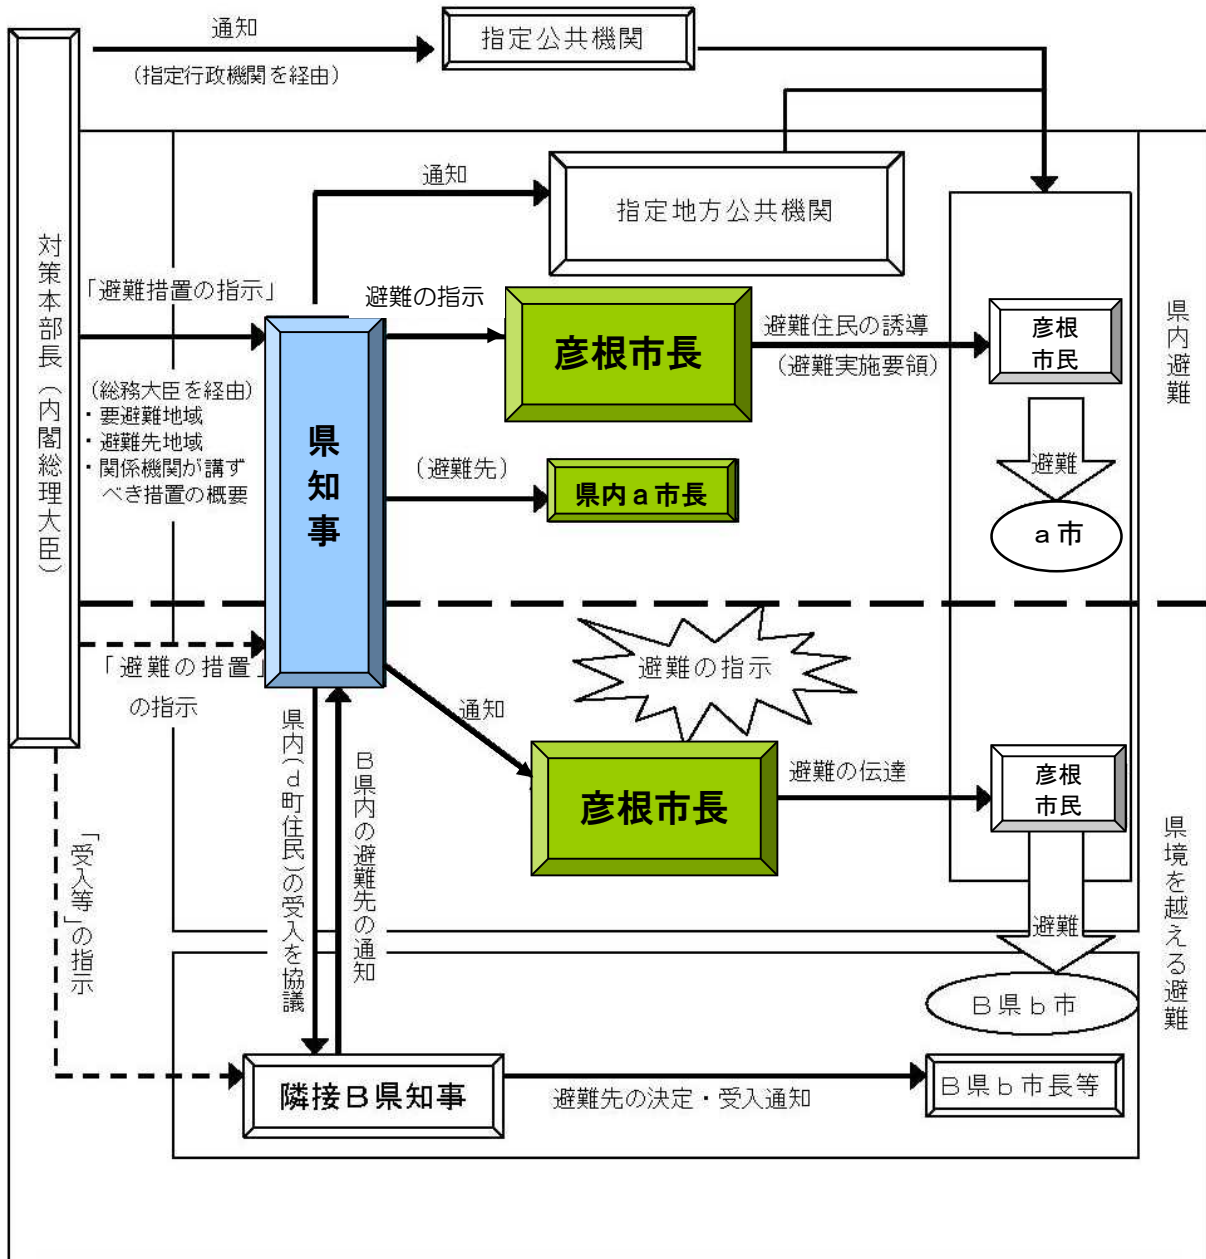 通知
指定公共機関
(指定行政機関を経由)
対策本部長(内閣総理大臣)
通知
指定地方公共機関
「避難措置の指示」
避難の指示
(総務大臣を経由)
・要避難地域
・避難先地域
・関係機関が講ず
べき措置の概要
県知事
彦根市長
避難住民の誘導
(避難実施要領)
彦根
市民
県内避難
(避難先)
県内a市長
避難
a市
「避難の措置」
の指示
避難の指示
通知
彦根市長
避難の伝達
彦根
市民
県境を越える避難
「受入等」の指示
県内(d町住民)の受入を協議
B県内の避難先の通知
避難
B県b市
隣接B県知事
避難先の決定・受入通知
B県b市長等